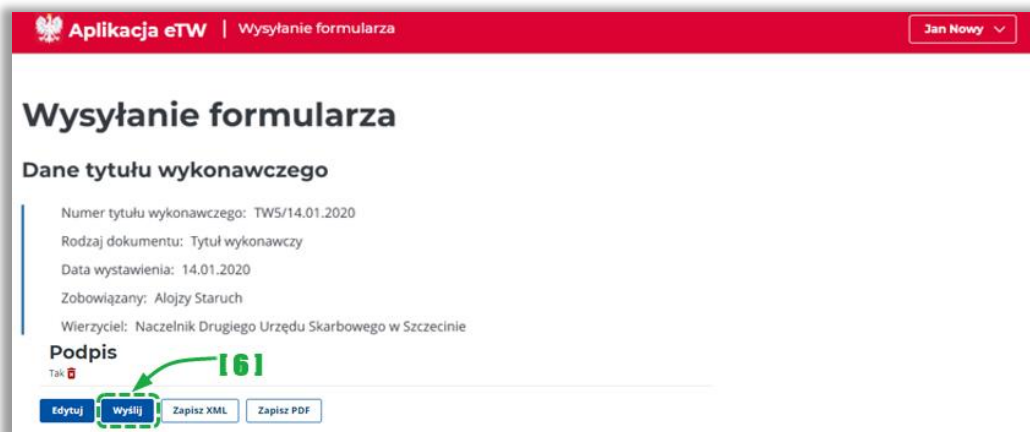 Aplikacja eTW | Wysyłanie formularza Jan Nowy
Wysyłanie formularza
Dane tytułu wykonawczego
Numer tytułu wykonawczego: TW5/14.01.2020
Rodzaj dokumentu: Tytuł wykonawczy
Data wystawienia: 14.01.2020
Zobowiązany: Alojzy Staruch
Wierzyciel: Naczelnik Drugiego Urzędu Skarbowego w Szczecinie
Podpis
Tak
[6]
Edytuj Wyślij Zapisz XML Zapisz PDF